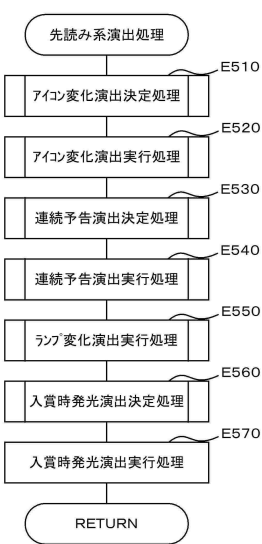 先読み系演出処理
E510
アイコン変化演出決定処理
E520
アイコン変化演出実行処理
E530
連続予告演出決定処理
E540
連続予告演出実行処理
E550
ランプ変化演出実行処理
E560
入賞時発光演出決定処理
E570
入賞時発光演出実行処理
RETURN